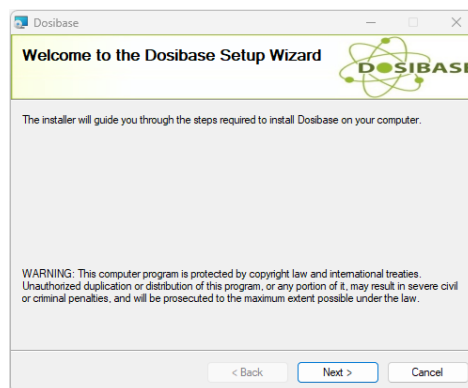 Dosibase
Welcome to the Dosibase Setup Wizard
DOSIBASE
The installer will guide you through the steps required to install Dosibase on your computer.
WARNING: This computer program is protected by copyright law and international treaties.
Unauthorized duplication or distribution of this program, or any portion of it, may result in severe civil
or criminal penalties, and will be prosecuted to the maximum extent possible under the law.
< Back
Next >
Cancel